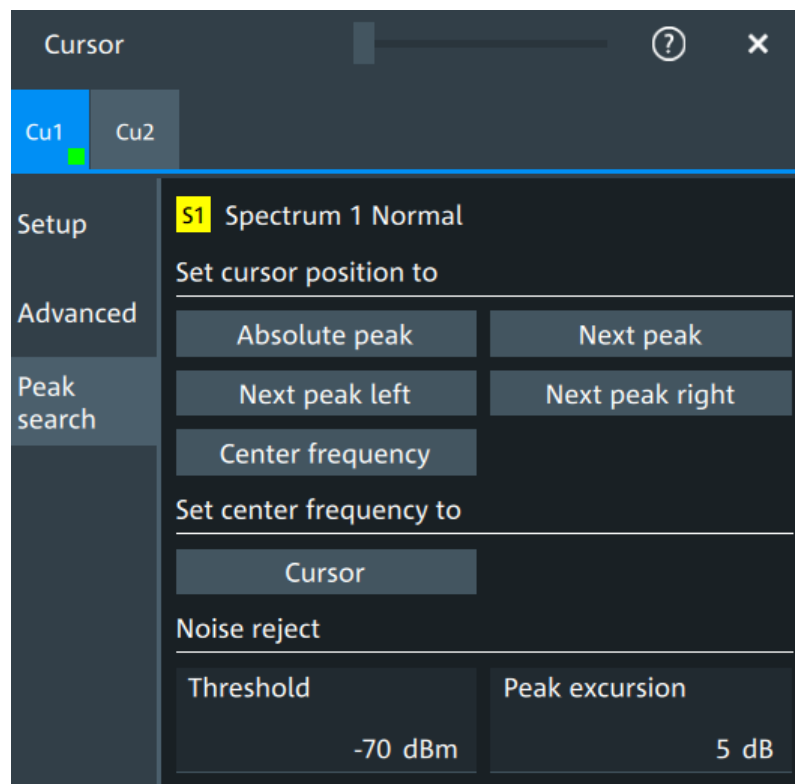 Cursor
?
Cu1 Cu2
Setup
Advanced
Peak
search
S1 Spectrum 1 Normal
Set cursor position to
Absolute peak Next peak
Next peak left Next peak right
Center frequency
Set center frequency to
Cursor
Noise reject
Threshold Peak excursion
-70 dBm 5 dB